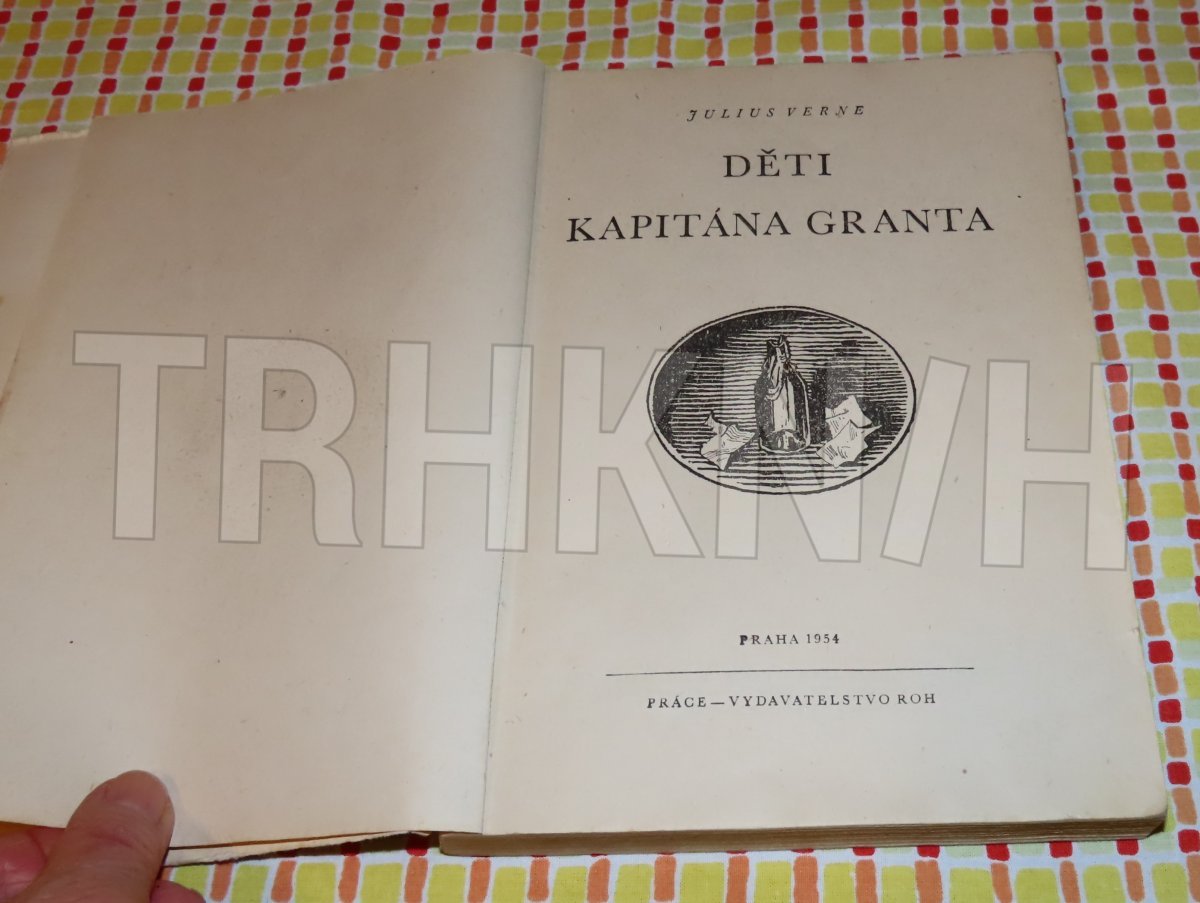 JULIUS VERNE
DĚTI
KAPITÁNA GRANTA
TRHKNIH
PRAHA 1954
PRÁCE — VYDAVATELSTVO ROH